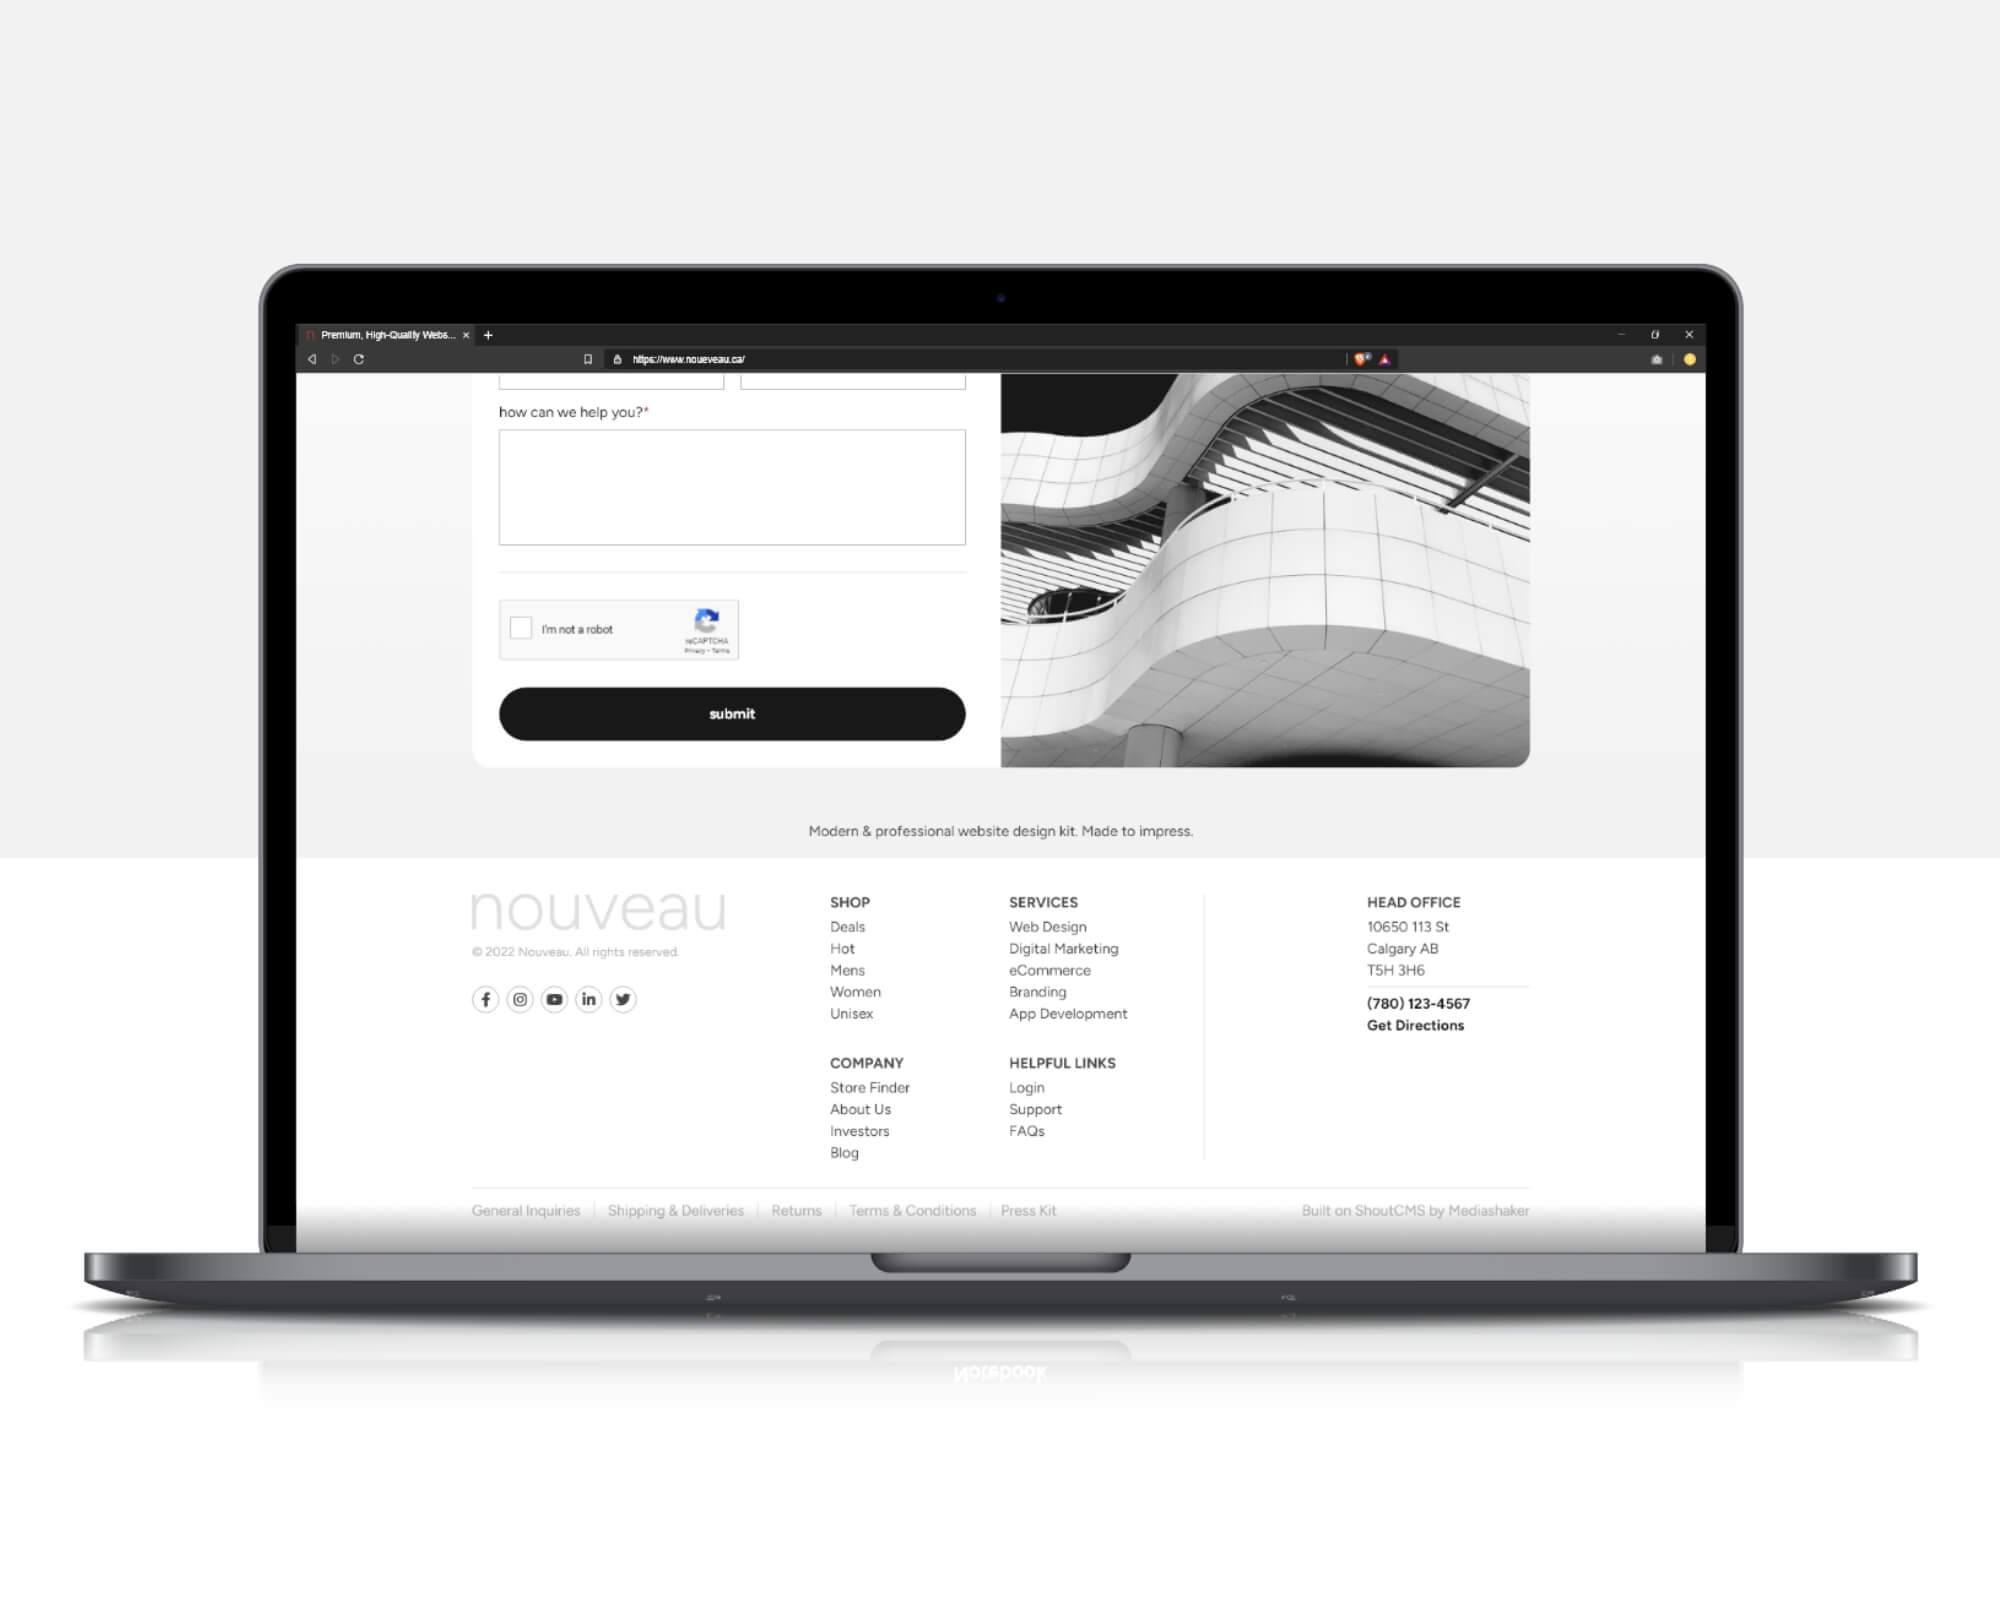 Premium, High-Quality Webs...
https://www.noueveau.ca/
how can we help you?*
I'm not a robot
reCAPTCHA
Privacy - Terms
submit
Modern & professional website design kit. Made to impress.
nouveau
© 2022 Nouveau. All rights reserved.
SHOP
Deals
Hot
Mens
Women
Unisex
SERVICES
Web Design
Digital Marketing
eCommerce
Branding
App Development
COMPANY
Store Finder
About Us
Investors
Blog
HELPFUL LINKS
Login
Support
FAQs
HEAD OFFICE
10650 113 St
Calgary AB
T5H 3H6
(780) 123-4567
Get Directions
General Inquiries
Shipping & Deliveries
Returns
Terms & Conditions
Press Kit
Built on ShoutCMS by Mediashaker
Notebook